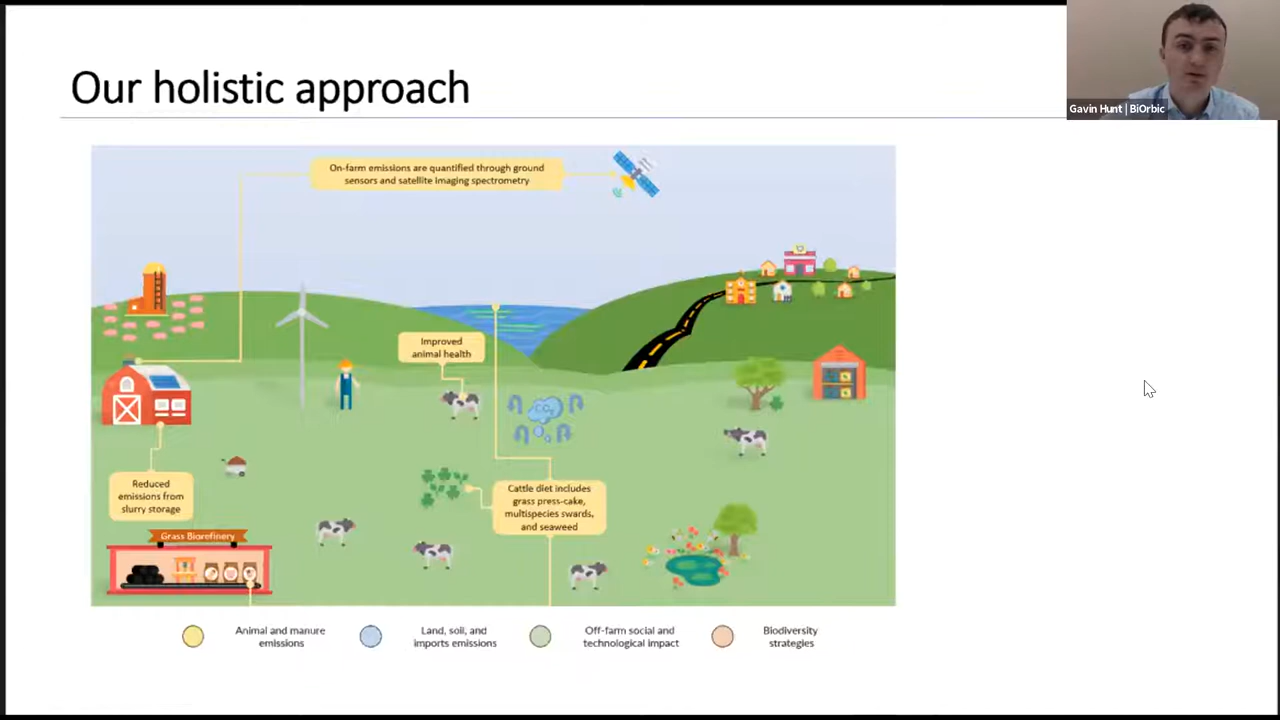 Our holistic approach
Gavin Hunt | BiOrbic
On-farm emissions are quantified through ground
sensors and satellite imaging spectrometry
Improved
animal health
Reduced
emissions from
slurry storage
Cattle diet includes
grass press-cake,
multispecies swards,
and seaweed
Grass Biorefinery
CO₂
Animal and manure
emissions
Land, soil, and
imports emissions
Off-farm social and
technological impact
Biodiversity
strategies